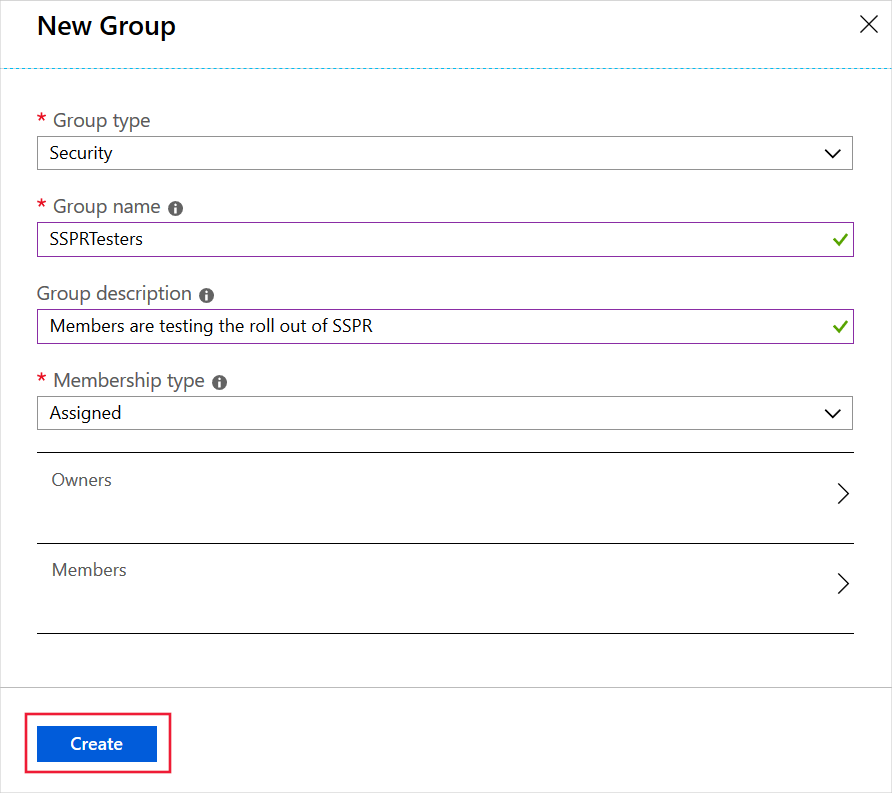 New Group
* Group type
Security
* Group name
SSPRTesters
Group description
Members are testing the roll out of SSPR
* Membership type
Assigned
Owners
Members
Create